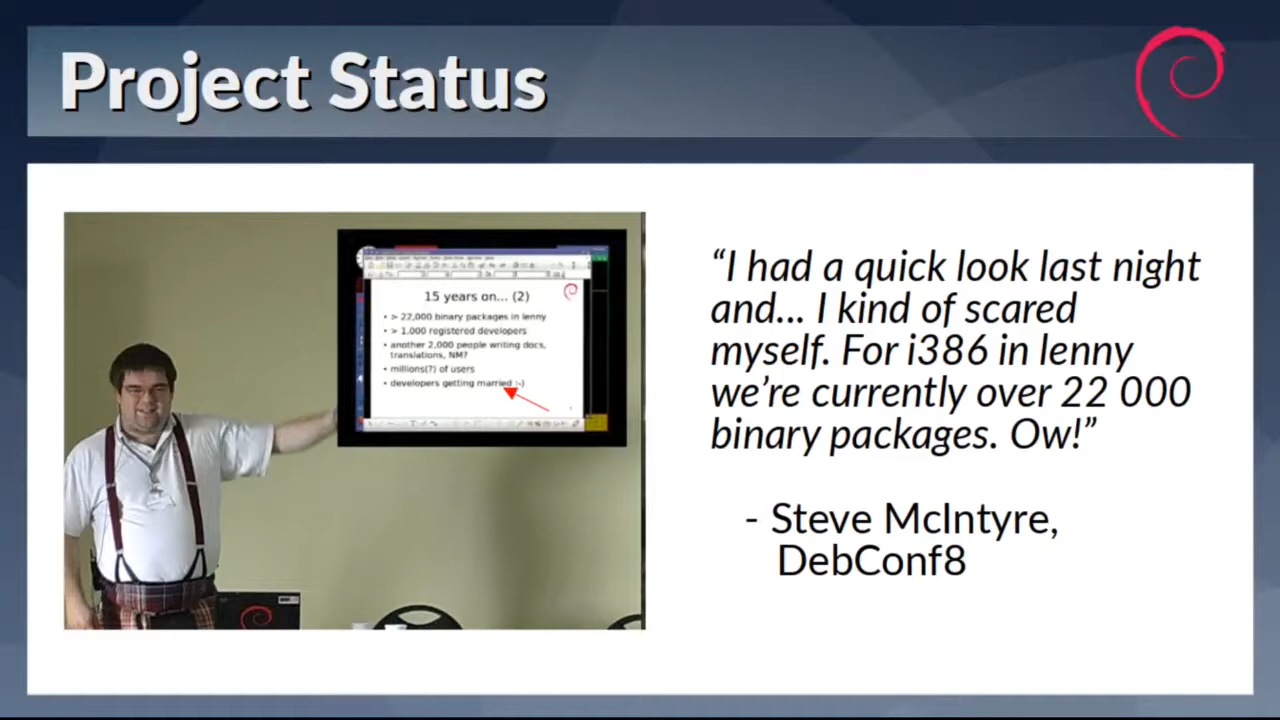 Project Status
15 years on... (2)
• > 22,000 binary packages in lenny
• > 1,000 registered developers
• another 2,000 people writing docs,
translations, NM?
• millions(?) of users
• developers getting married :-)
“I had a quick look last night
and... I kind of scared
myself. For i386 in lenny
we’re currently over 22 000
binary packages. Ow!”
- Steve McIntyre,
DebConf8